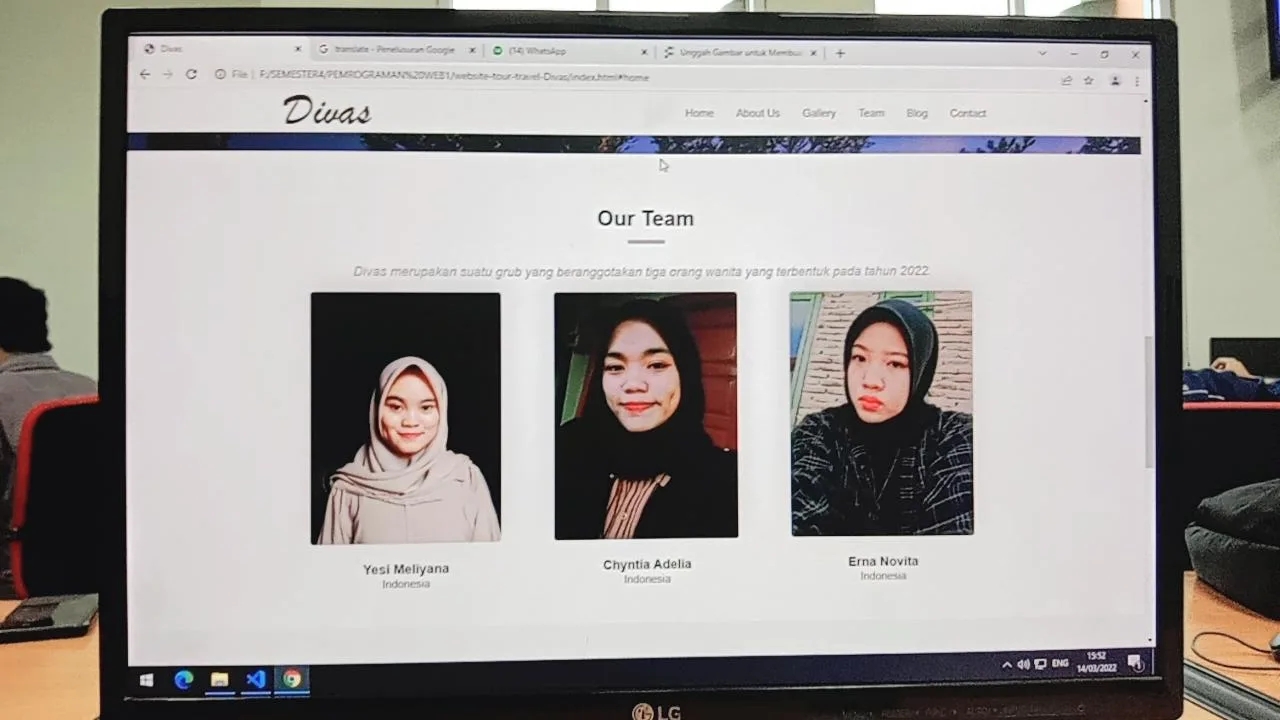 Divas
translate - Penelusuran Google
(14) WhatsApp
Unggah Gambar untuk Membua
File | F:/SEMESTER4/PEMROGRAMAN%20WEB1/website-tour-travel-Divas/index.html#home
Divas
Home About Us Gallery Team Blog Contact
Our Team
Divas merupakan suatu grub yang beranggotakan tiga orang wanita yang terbentuk pada tahun 2022.
Yesi Meliyana
Indonesia
Chyntia Adelia
Indonesia
Erna Novita
Indonesia
ENG
15:52
14/03/2022
LG